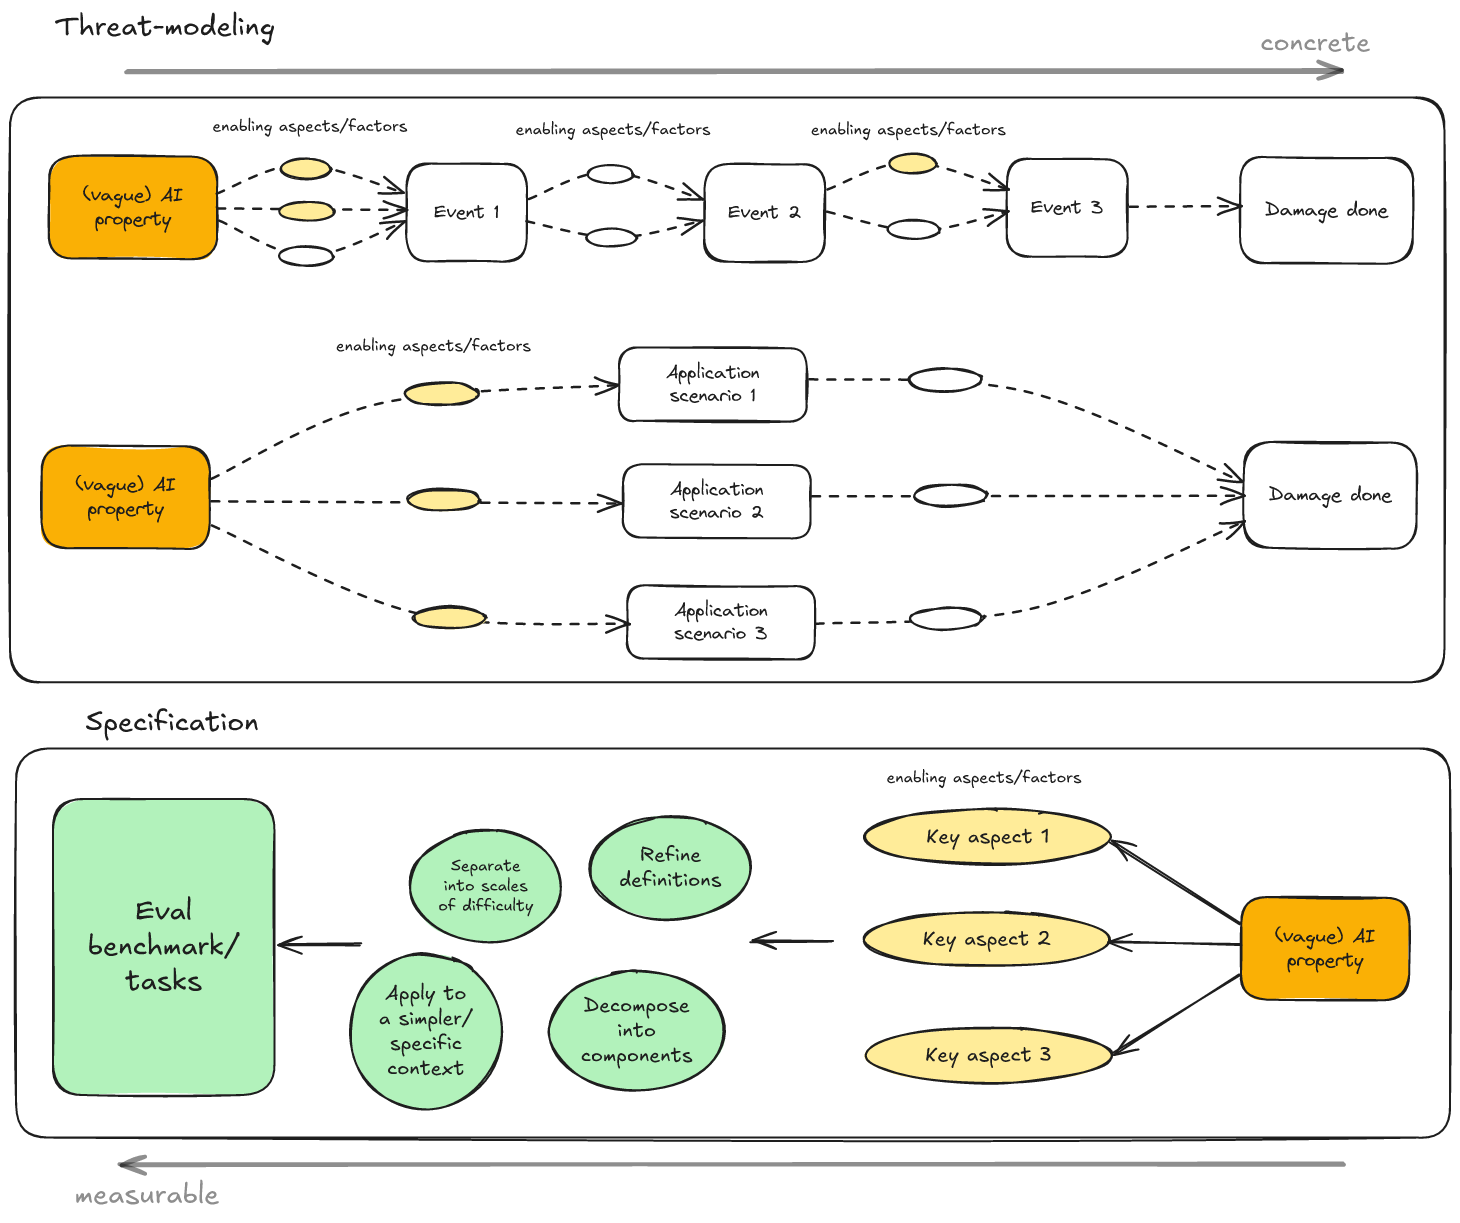 Threat-modeling
concrete
enabling aspects/factors
enabling aspects/factors
enabling aspects/factors
(vague) AI
property
Event 1
Event 2
Event 3
Damage done
enabling aspects/factors
Application
scenario 1
(vague) AI
property
Application
scenario 2
Damage done
Application
scenario 3
Specification
enabling aspects/factors
Eval
benchmark/
tasks
Separate
into scales
of difficulty
Refine
definitions
Apply to
a simpler/
specific
context
Decompose
into
components
Key aspect 1
Key aspect 2
Key aspect 3
(vague) AI
property
measurable